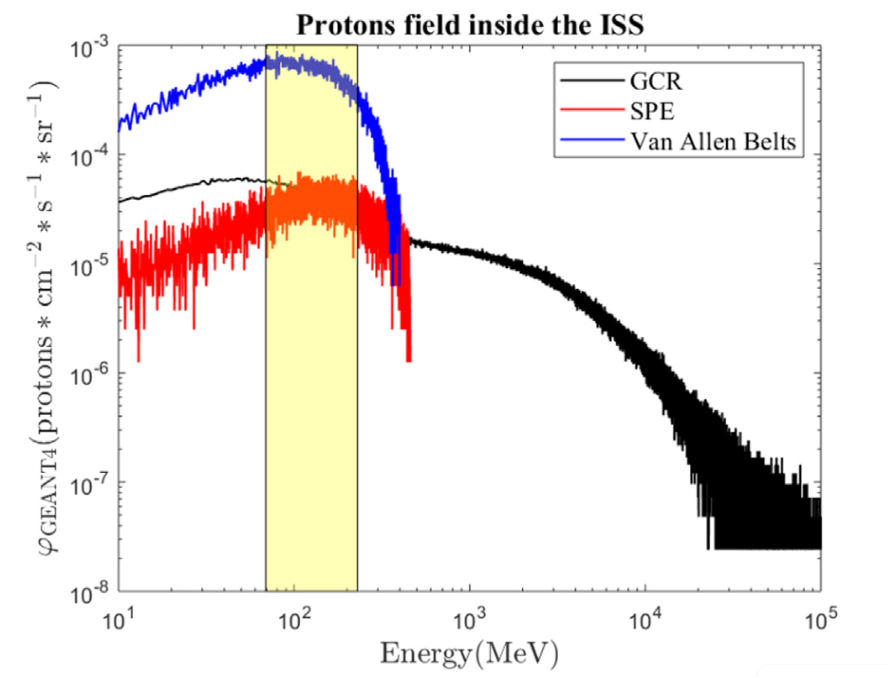 Protons field inside the ISS
10⁻³
10⁻⁴
10⁻⁵
10⁻⁶
10⁻⁷
10⁻⁸
φGEANT4(protons * cm⁻² * s⁻¹ * sr⁻¹)
GCR
SPE
Van Allen Belts
10¹
10²
10³
10⁴
10⁵
Energy(MeV)